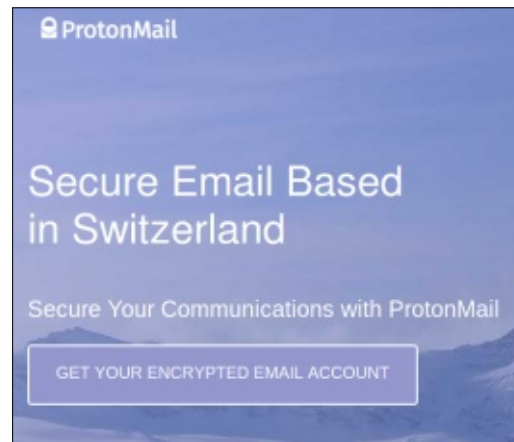 ProtonMail
Secure Email Based
in Switzerland
Secure Your Communications with ProtonMail
GET YOUR ENCRYPTED EMAIL ACCOUNT